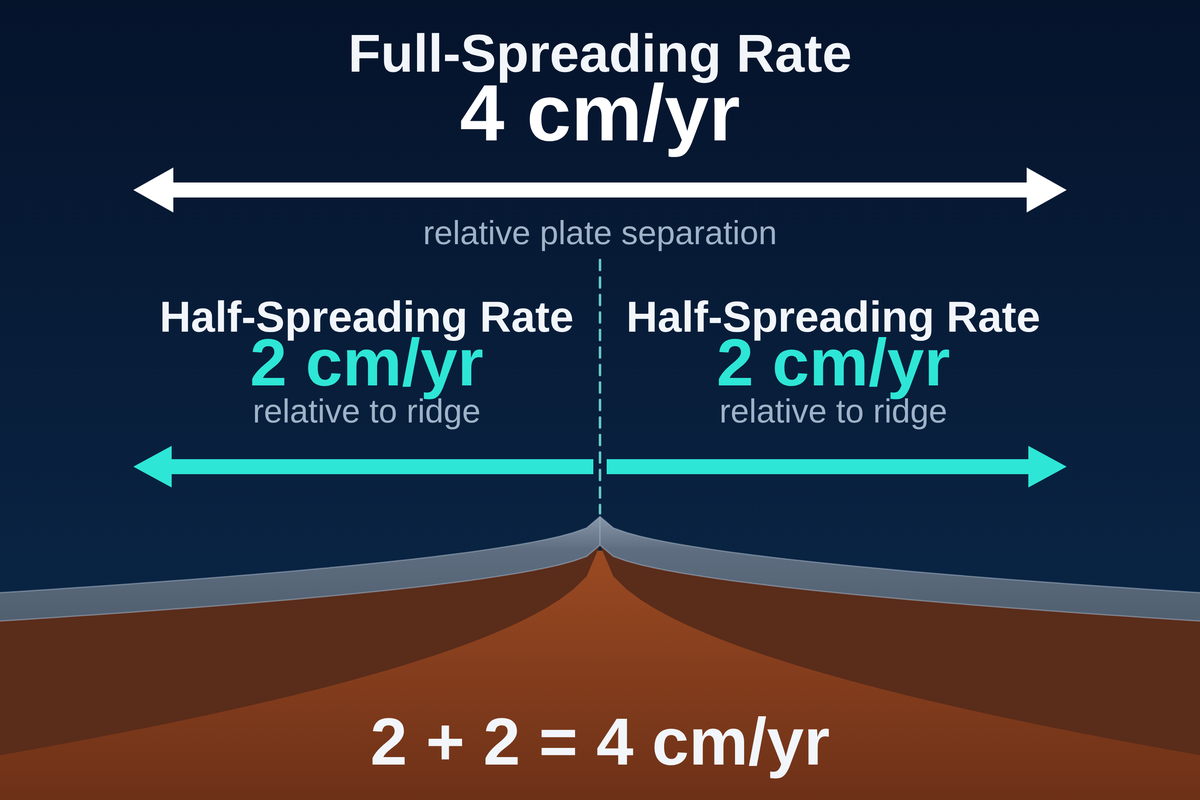 Full-Spreading Rate
4 cm/yr
relative plate separation
Half-Spreading Rate
2 cm/yr
relative to ridge
Half-Spreading Rate
2 cm/yr
relative to ridge
2 + 2 = 4 cm/yr